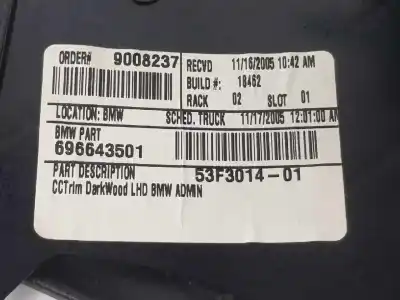 ORDER# 9008237 RECVD 11/16/2005 10:42 AM
BUILD #: 18462
RACK 02 SLOT 01
LOCATION: BMW SCHED. TRUCK 11/17/2005 12:01:00 AM
BMW PART
696643501
PART DESCRIPTION 53F3014-01
CCTrim DarkWood LHD BMW ADMIN